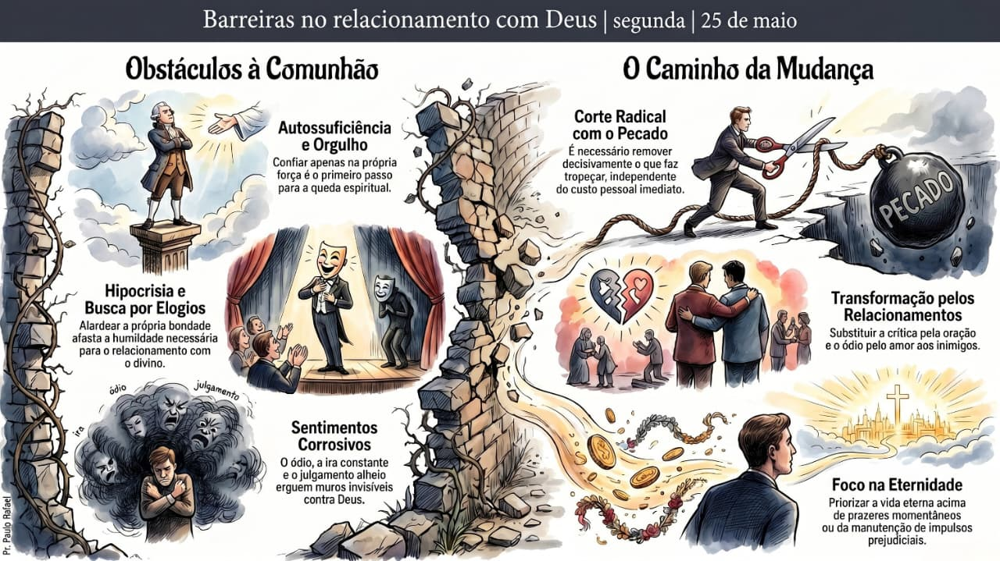 Barreiras no relacionamento com Deus | segunda | 25 de maio
Obstáculos à Comunhão
Autossuficiência
e Orgulho
Confiar apenas na própria
força é o primeiro passo
para a queda espiritual.
Hipocrisia e
Busca por Elogios
Alardear a própria bondade
afasta a humildade necessária
para o relacionamento com
o divino.
ódio
julgamento
ira
Sentimentos
Corrosivos
O ódio, a ira constante
e o julgamento alheio
erguem muros invisíveis
contra Deus.
Pr. Paulo Rafael
O Caminho da Mudança
Corte Radical
com o Pecado
É necessário remover
decisivamente o que faz
tropeçar, independente
do custo pessoal imediato.
PECADO
Transformação pelos
Relacionamentos
Substituir a crítica pela oração
e o ódio pelo amor aos inimigos.
Foco na Eternidade
Priorizar a vida eterna acima
de prazeres momentâneos
ou da manutenção de impulsos
prejudiciais.